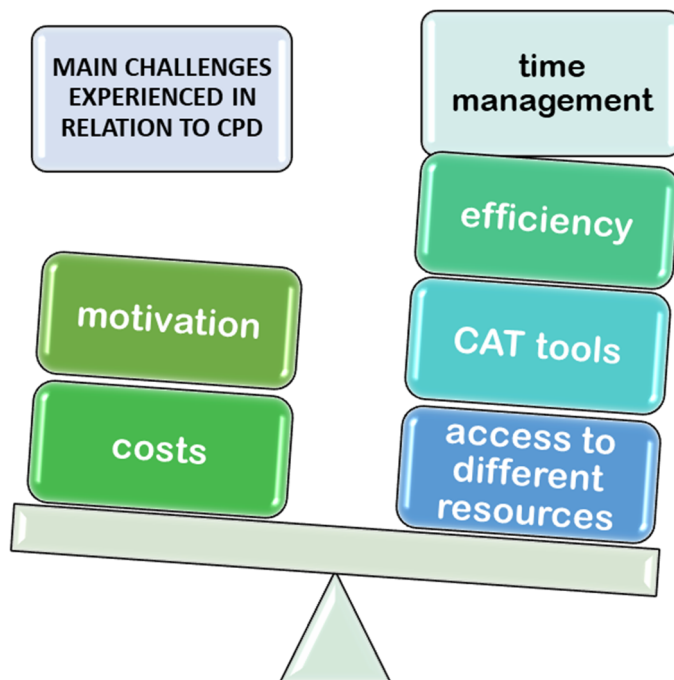 MAIN CHALLENGES
EXPERIENCED IN
RELATION TO CPD
motivation
costs
time
management
efficiency
CAT tools
access to
different
resources